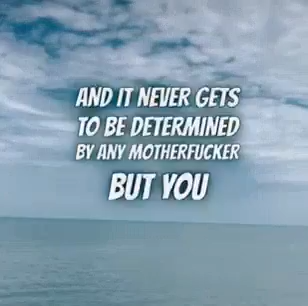 AND IT NEVER GETS
TO BE DETERMINED
BY ANY MOTHERFUCKER
BUT YOU